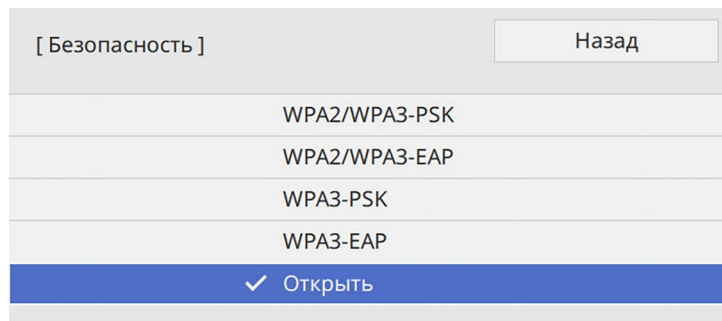 [ Безопасность ]
Назад
WPA2/WPA3-PSK
WPA2/WPA3-EAP
WPA3-PSK
WPA3-EAP
Открыть